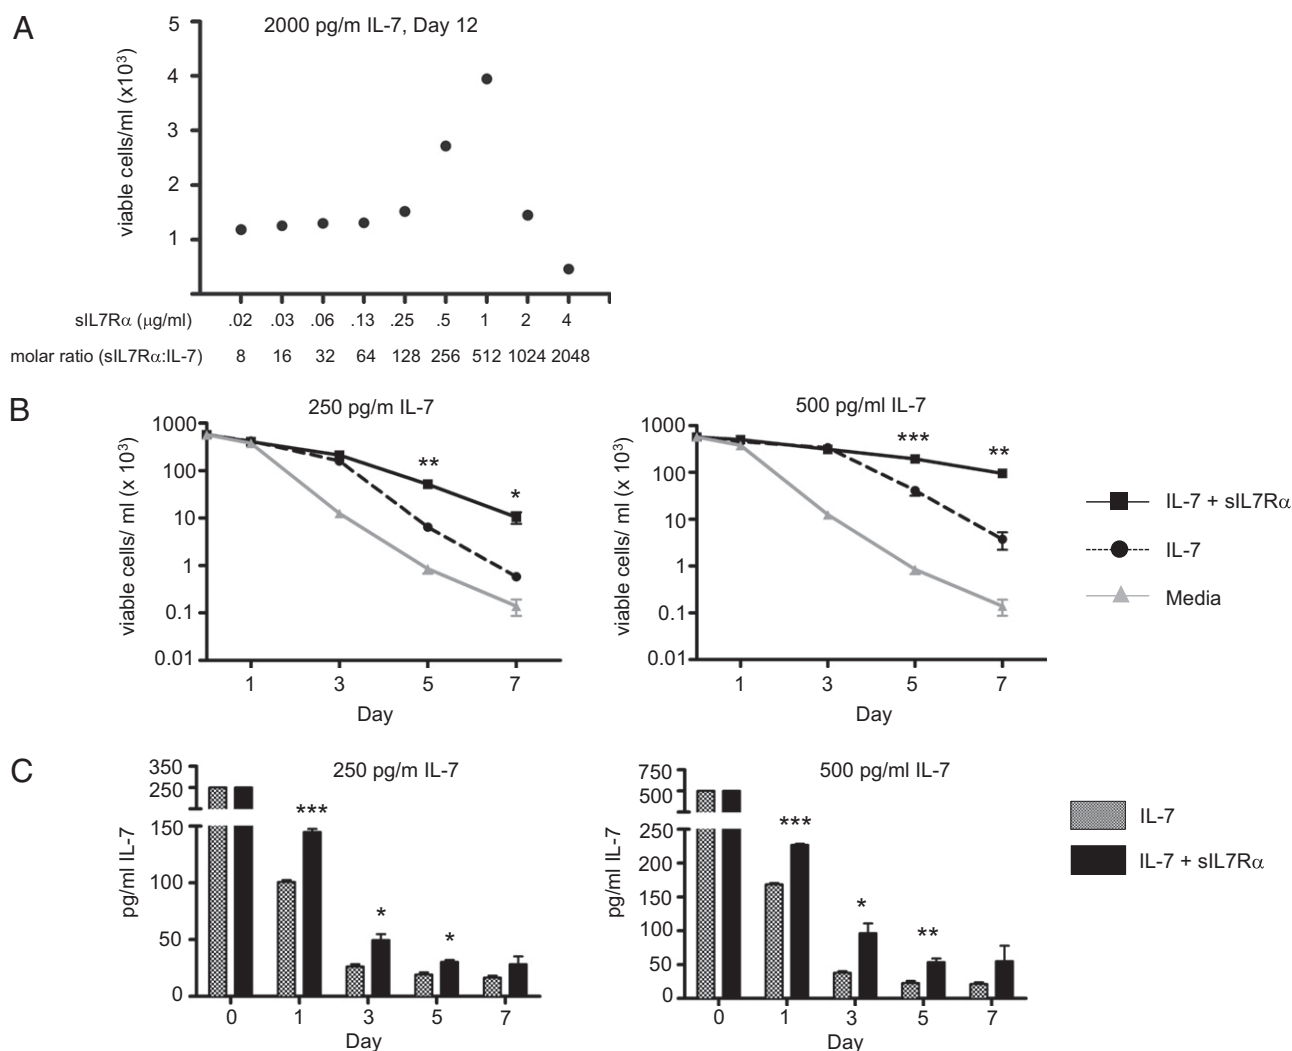 A
2000 pg/m IL-7, Day 12
viable cells/ml (x10³)
5
4
3
2
1
sIL7Rα (μg/ml) .02 .03 .06 .13 .25 .5 1 2 4
molar ratio (sIL7Rα:IL-7) 8 16 32 64 128 256 512 1024 2048
B
250 pg/m IL-7
viable cells/ ml (x 10³)
1000
100
10
1
0.1
0.01
**
*
1 3 5 7
Day
500 pg/ml IL-7
viable cells/ ml (x 10³)
1000
100
10
1
0.1
0.01
***
**
1 3 5 7
Day
IL-7 + sIL7Rα
IL-7
Media
C
250 pg/m IL-7
pg/ml IL-7
350
250
150
100
50
0
***
*
*
0 1 3 5 7
Day
500 pg/ml IL-7
pg/ml IL-7
750
500
250
200
150
100
50
0
***
*
**
0 1 3 5 7
Day
IL-7
IL-7 + sIL7Rα